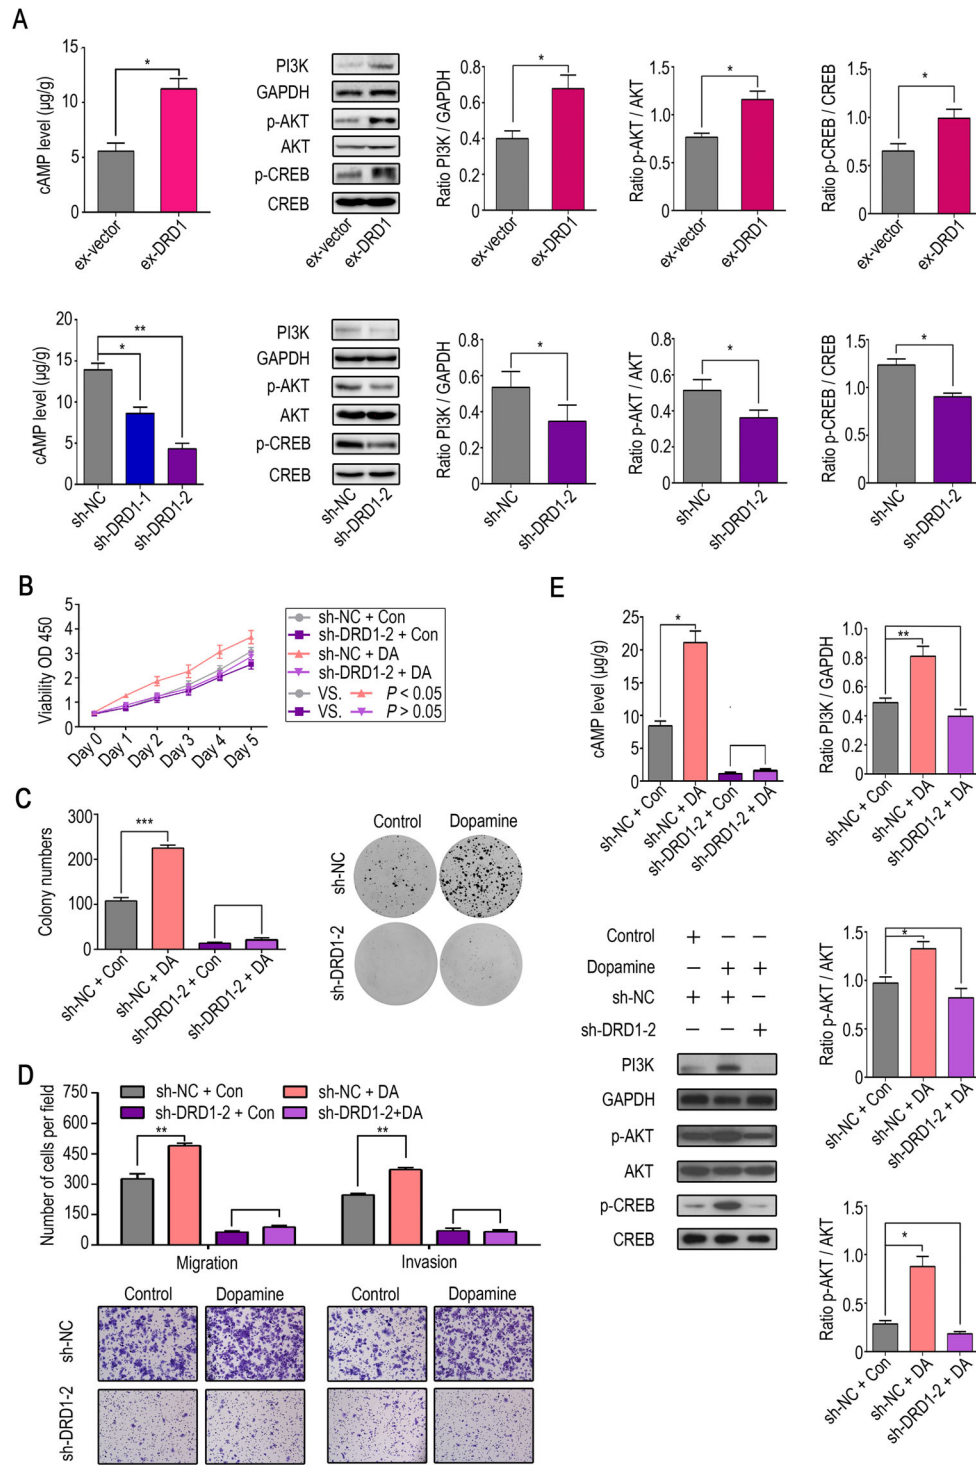 A
cAMP level (µg/g)
15
10
5
0
*
ex-vector
ex-DRD1
PI3K
GAPDH
p-AKT
AKT
p-CREB
CREB
ex-vector
ex-DRD1
Ratio PI3K / GAPDH
0.8
0.6
0.4
0.2
0.0
*
ex-vector
ex-DRD1
Ratio p-AKT / AKT
1.5
1.0
0.5
0.0
*
ex-vector
ex-DRD1
Ratio p-CREB / CREB
1.5
1.0
0.5
0.0
*
ex-vector
ex-DRD1
cAMP level (µg/g)
20
15
10
5
0
**
*
sh-NC
sh-DRD1-1
sh-DRD1-2
PI3K
GAPDH
p-AKT
AKT
p-CREB
CREB
sh-NC
sh-DRD1-2
Ratio PI3K / GAPDH
0.8
0.6
0.4
0.2
0.0
*
sh-NC
sh-DRD1-2
Ratio p-AKT / AKT
0.8
0.6
0.4
0.2
0.0
*
sh-NC
sh-DRD1-2
Ratio p-CREB / CREB
1.5
1.0
0.5
0.0
*
sh-NC
sh-DRD1-2
B
Viability OD 450
5
4
3
2
1
0
Day 0
Day 1
Day 2
Day 3
Day 4
Day 5
sh-NC + Con
sh-DRD1-2 + Con
sh-NC + DA
sh-DRD1-2 + DA
VS. P < 0.05
VS. P > 0.05
C
Colony numbers
300
200
100
0
***
sh-NC + Con
sh-NC + DA
sh-DRD1-2 + Con
sh-DRD1-2 + DA
Control
Dopamine
sh-NC
sh-DRD1-2
D
Number of cells per field
750
600
450
300
150
0
sh-NC + Con
sh-NC + DA
sh-DRD1-2 + Con
sh-DRD1-2+DA
**
**
Migration
Invasion
Control
Dopamine
Control
Dopamine
sh-NC
sh-DRD1-2
E
cAMP level (µg/g)
25
20
15
10
5
0
*
sh-NC + Con
sh-NC + DA
sh-DRD1-2 + Con
sh-DRD1-2 + DA
Ratio PI3K / GAPDH
1.0
0.8
0.6
0.4
0.2
0
**
sh-NC + Con
sh-NC + DA
sh-DRD1-2 + DA
Control + − −
Dopamine − + +
sh-NC + + −
sh-DRD1-2 − − +
PI3K
GAPDH
p-AKT
AKT
p-CREB
CREB
Ratio p-AKT / AKT
1.5
1.0
0.5
0
*
sh-NC + Con
sh-NC + DA
sh-DRD1-2 + DA
Ratio p-AKT / AKT
1.5
1.0
0.5
0
*
sh-NC + Con
sh-NC + DA
sh-DRD1-2 + DA